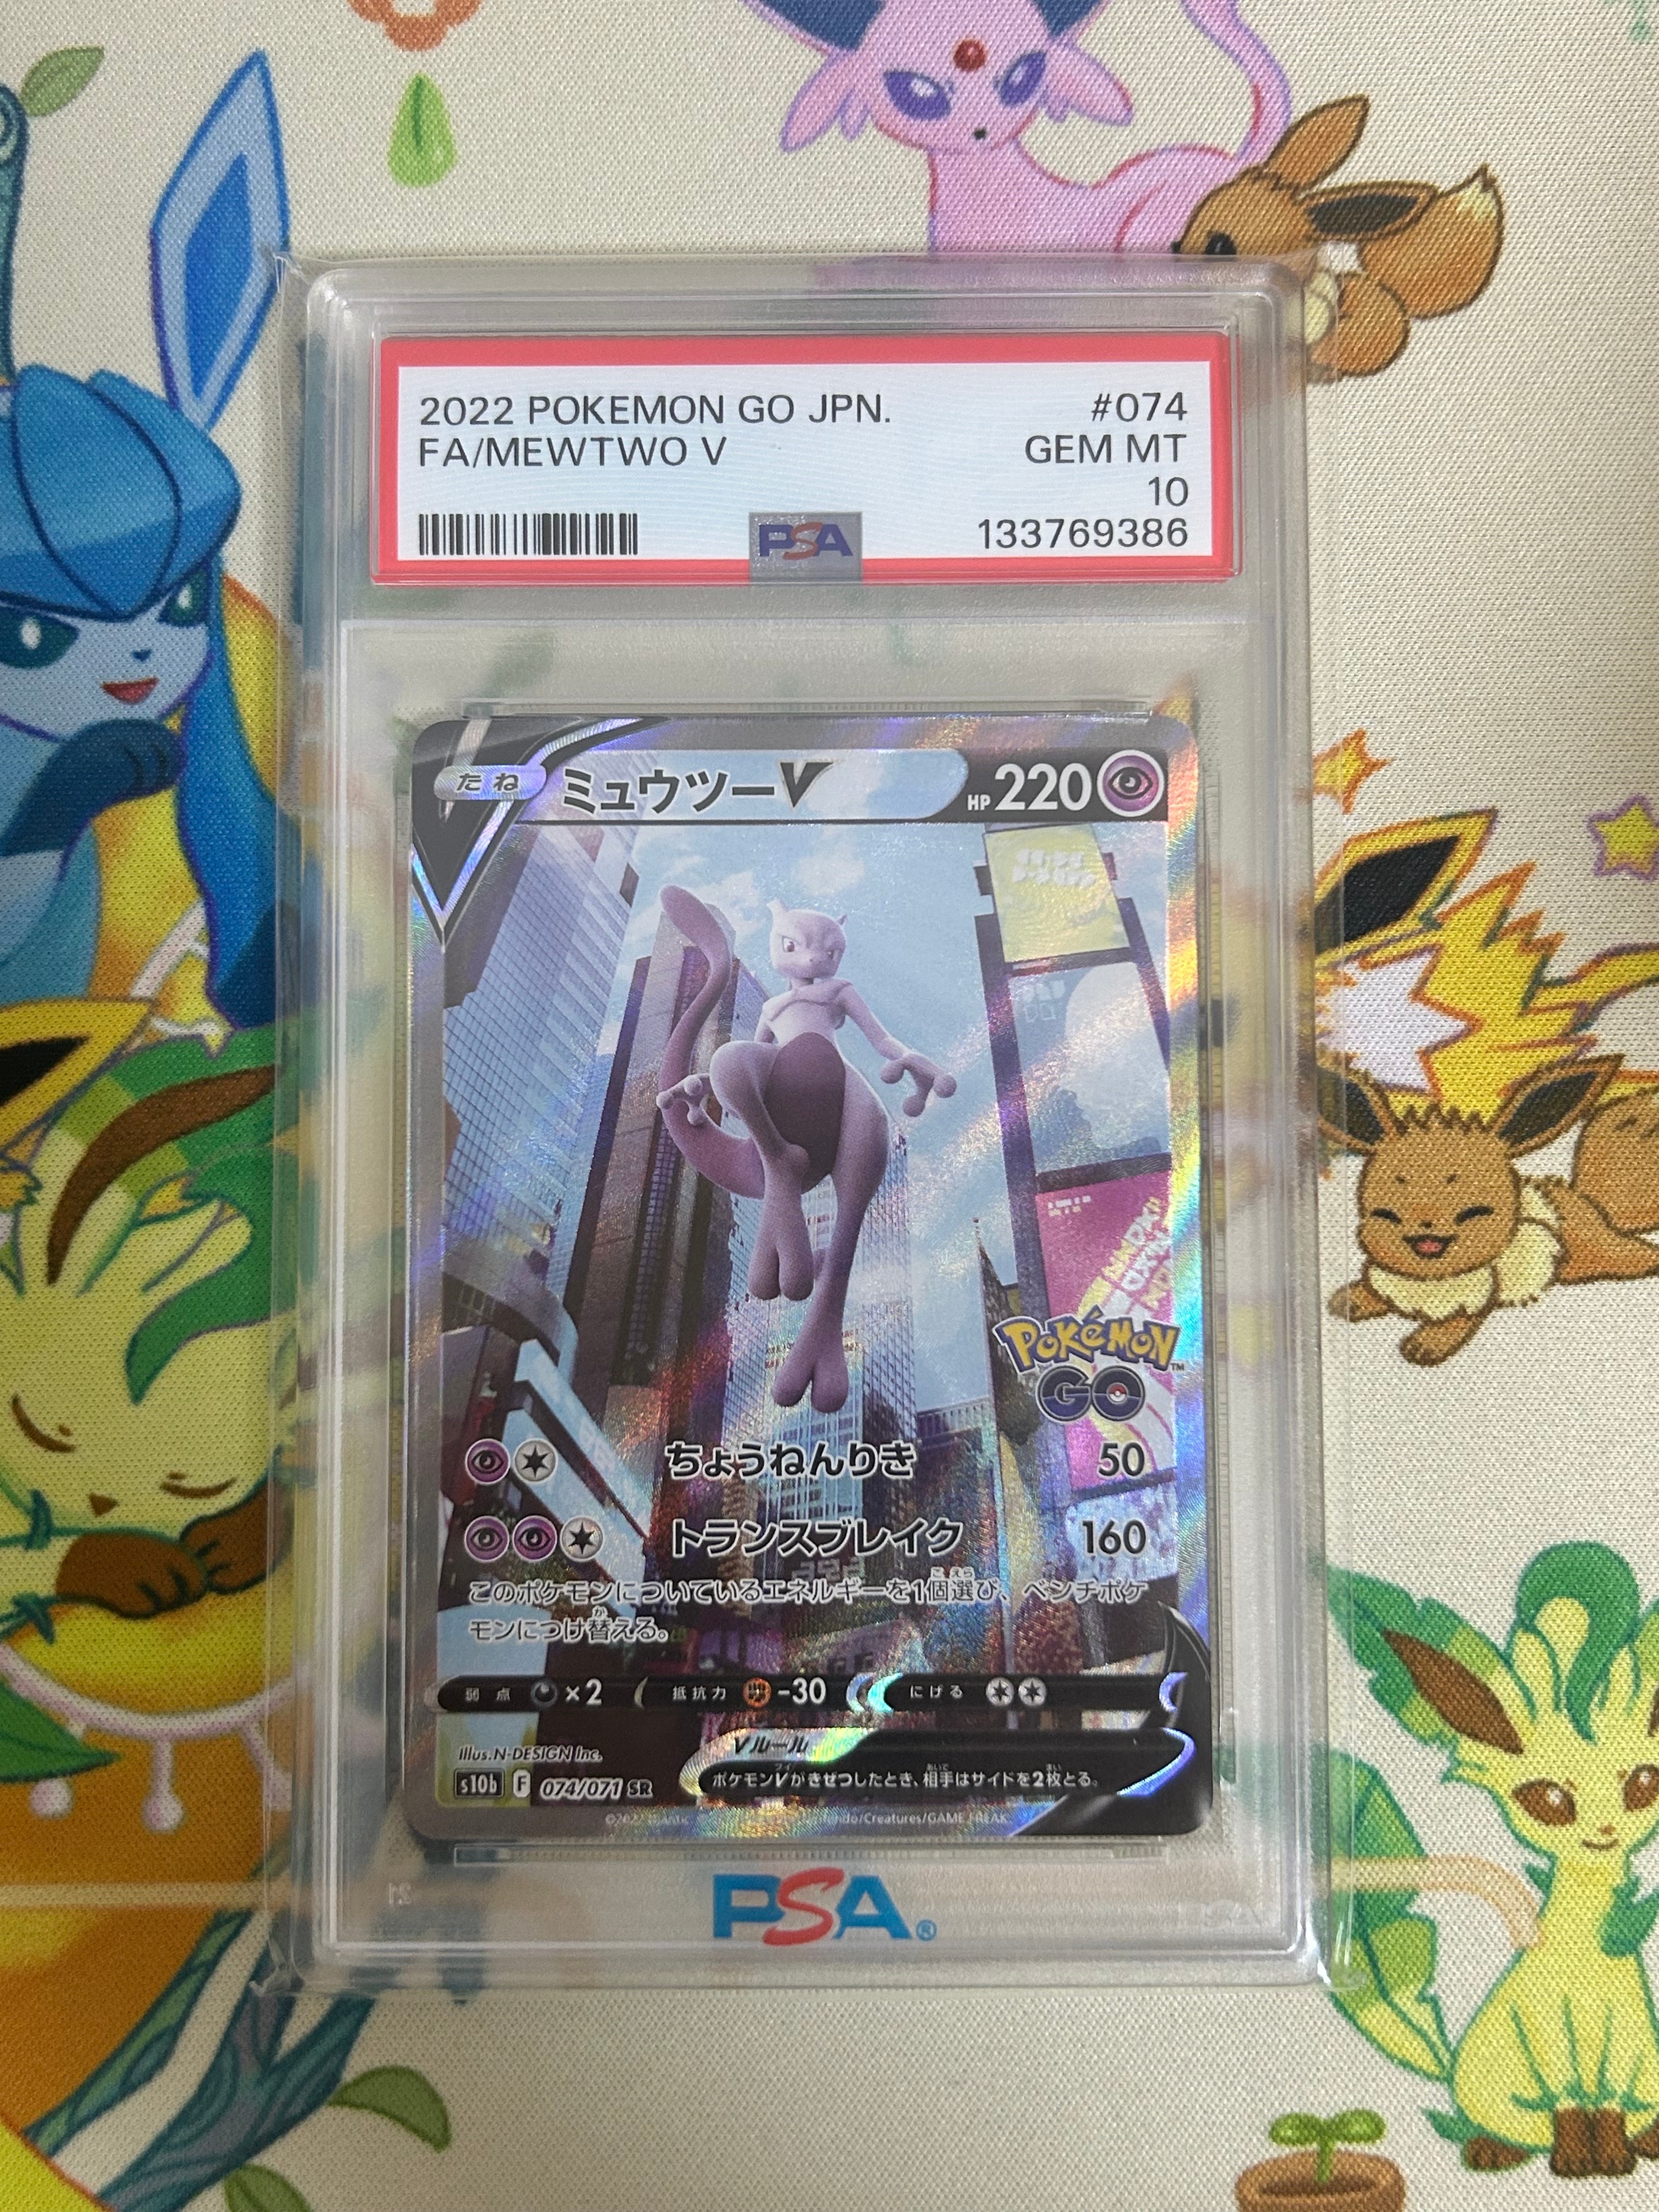 2022 POKEMON GO JPN. #074
FA/MEWTWO V GEM MT
10
133769386
PSA
たね ミュウツーV HP 220
POKéMON™
GO
ちょうねんりき 50
トランスブレイク 160
このポケモンについているエネルギーを1個選び、ベンチポケ
モンにつけ替える。
弱点 ×2 抵抗力 -30 にげる
Vルール
ポケモンVがきぜつしたとき、相手はサイドを2枚とる。
Illus. N-DESIGN Inc.
s10b F 074/071 SR
/Creatures/GAME FREAK
PSA®